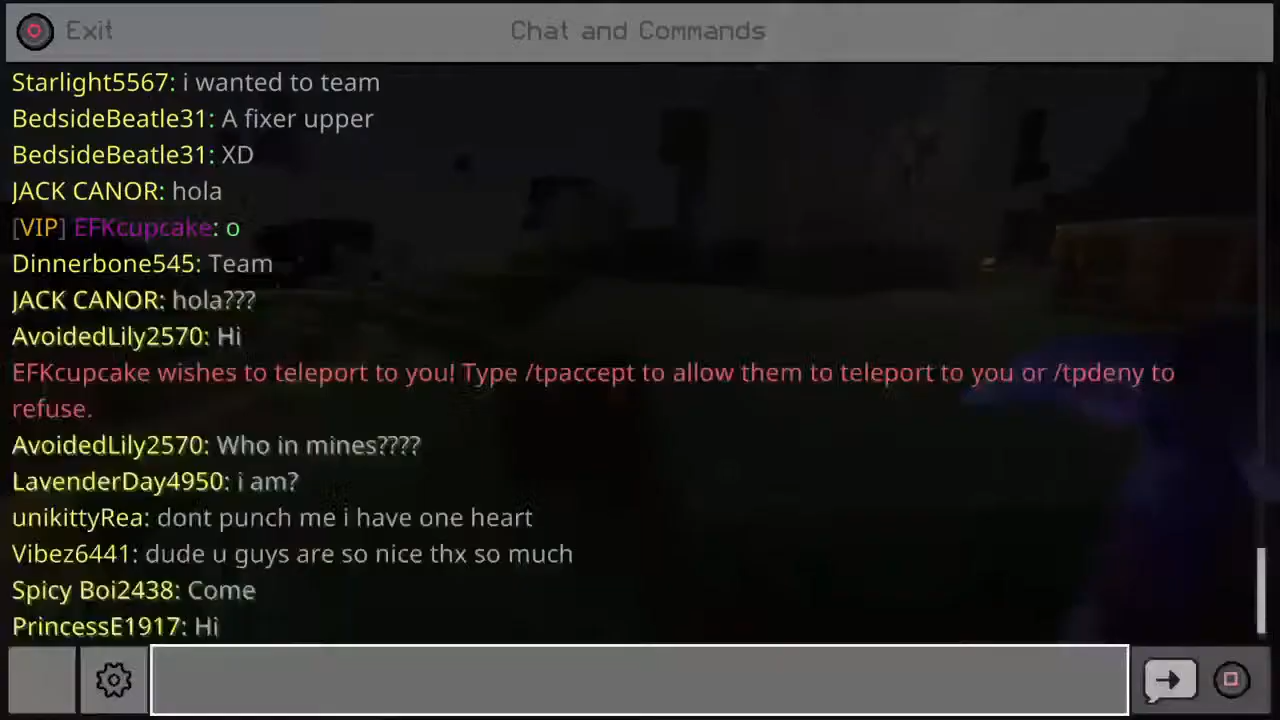 Exit
Chat and Commands
Starlight5567: i wanted to team
BedsideBeatle31: A fixer upper
BedsideBeatle31: XD
JACK CANOR: hola
[VIP] EFKcupcake: o
Dinnerbone545: Team
JACK CANOR: hola???
AvoidedLily2570: Hi
EFKcupcake wishes to teleport to you! Type /tpaccept to allow them to teleport to you or /tpdeny to
refuse.
AvoidedLily2570: Who in mines????
LavenderDay4950: i am?
unikittyRea: dont punch me i have one heart
Vibez6441: dude u guys are so nice thx so much
Spicy Boi2438: Come
PrincessE1917: Hi